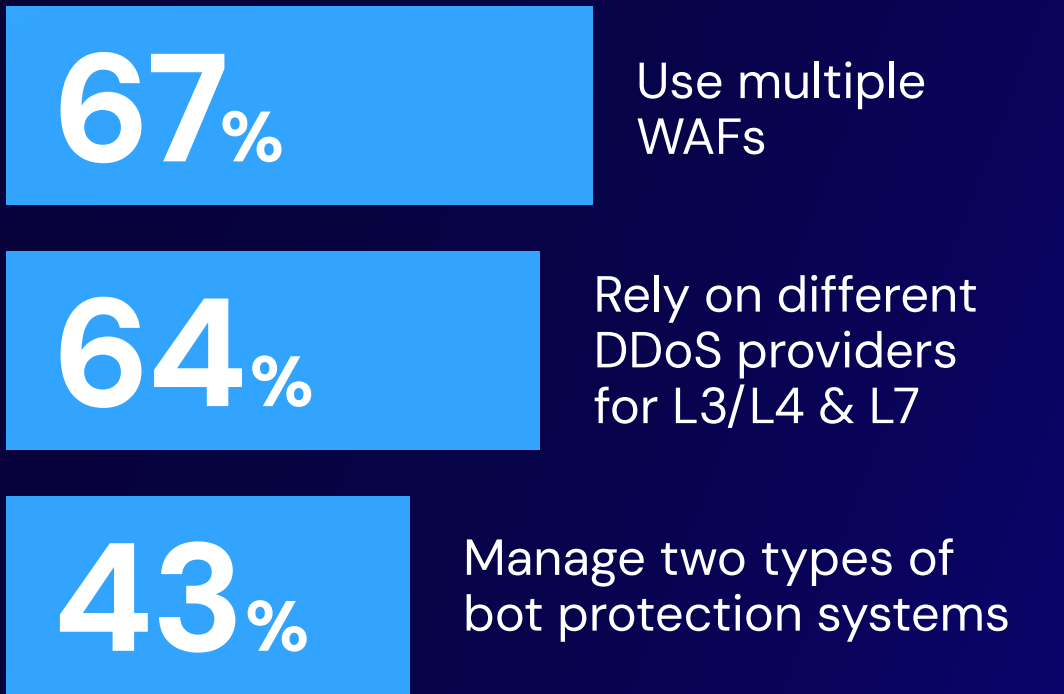 67%
Use multiple
WAFs
64%
Rely on different
DDoS providers
for L3/L4 & L7
43%
Manage two types of
bot protection systems